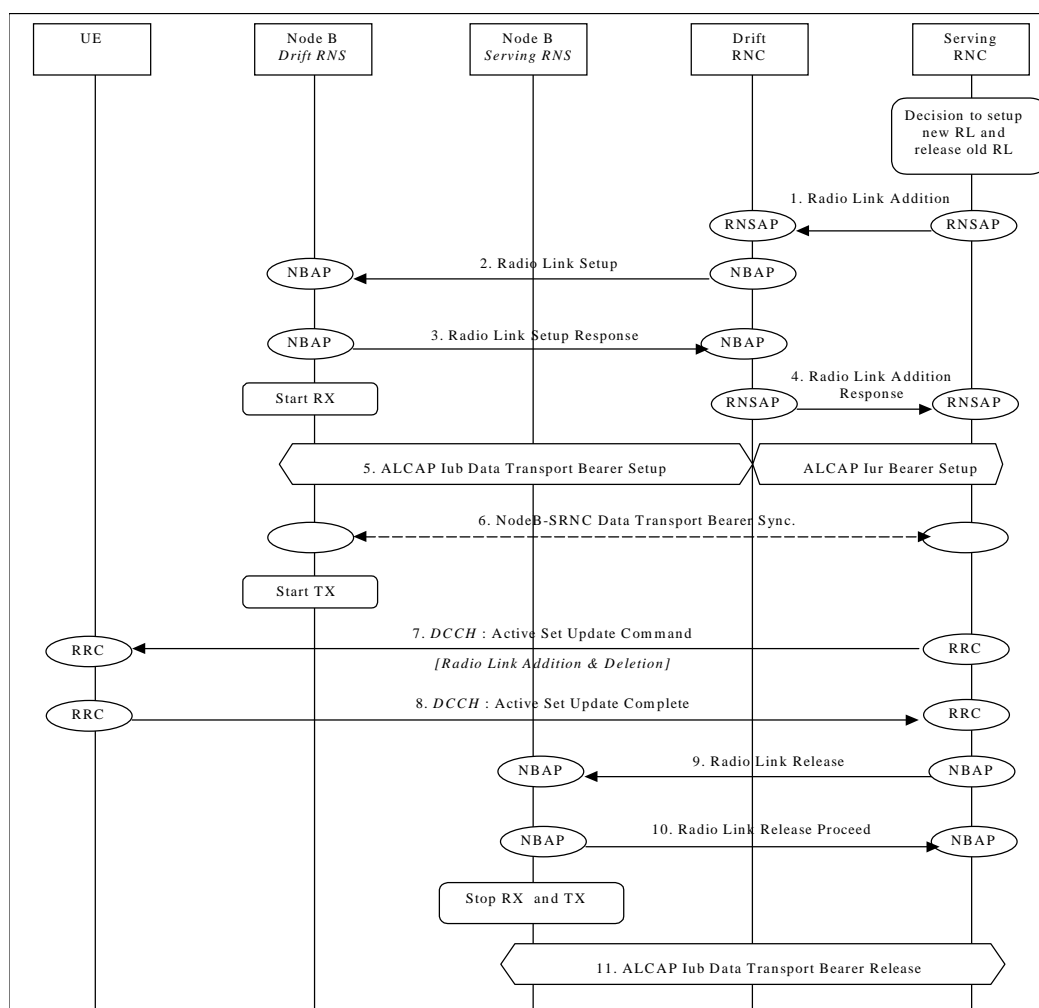 UE
Node B
Drift RNS
Node B
Serving RNS
Drift
RNC
Serving
RNC
Decision to setup
new RL and
release old RL
1. Radio Link Addition
RNSAP
RNSAP
2. Radio Link Setup
NBAP
NBAP
3. Radio Link Setup Response
NBAP
NBAP
4. Radio Link Addition
Response
Start RX
RNSAP
RNSAP
5. ALCAP Iub Data Transport Bearer Setup
ALCAP Iur Bearer Setup
6. NodeB-SRNC Data Transport Bearer Sync.
Start TX
7. DCCH : Active Set Update Command
RRC
RRC
[Radio Link Addition & Deletion]
8. DCCH : Active Set Update Complete
RRC
RRC
9. Radio Link Release
NBAP
NBAP
10. Radio Link Release Proceed
NBAP
NBAP
Stop RX and TX
11. ALCAP Iub Data Transport Bearer Release